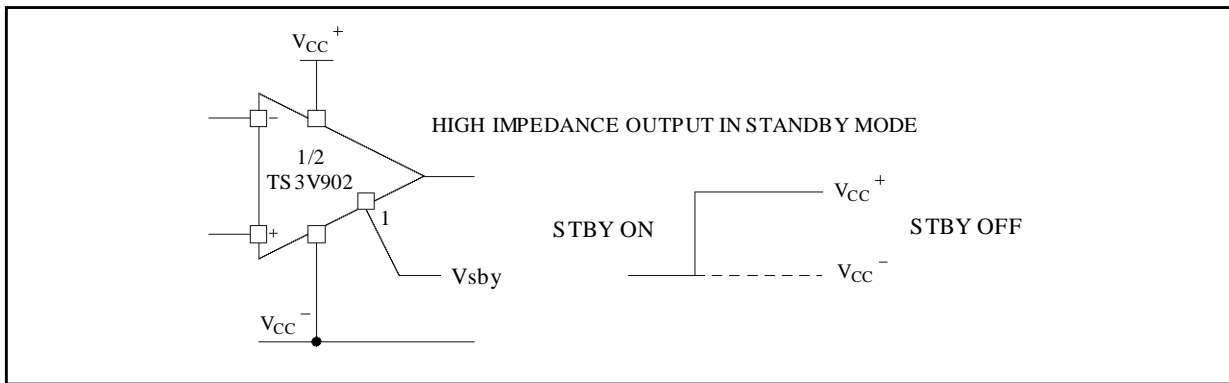 VCC+
−
HIGH IMPEDANCE OUTPUT IN STANDBY MODE
1/2
TS3V902
VCC+
1
+
STBY ON
STBY OFF
Vsby
VCC−
VCC−